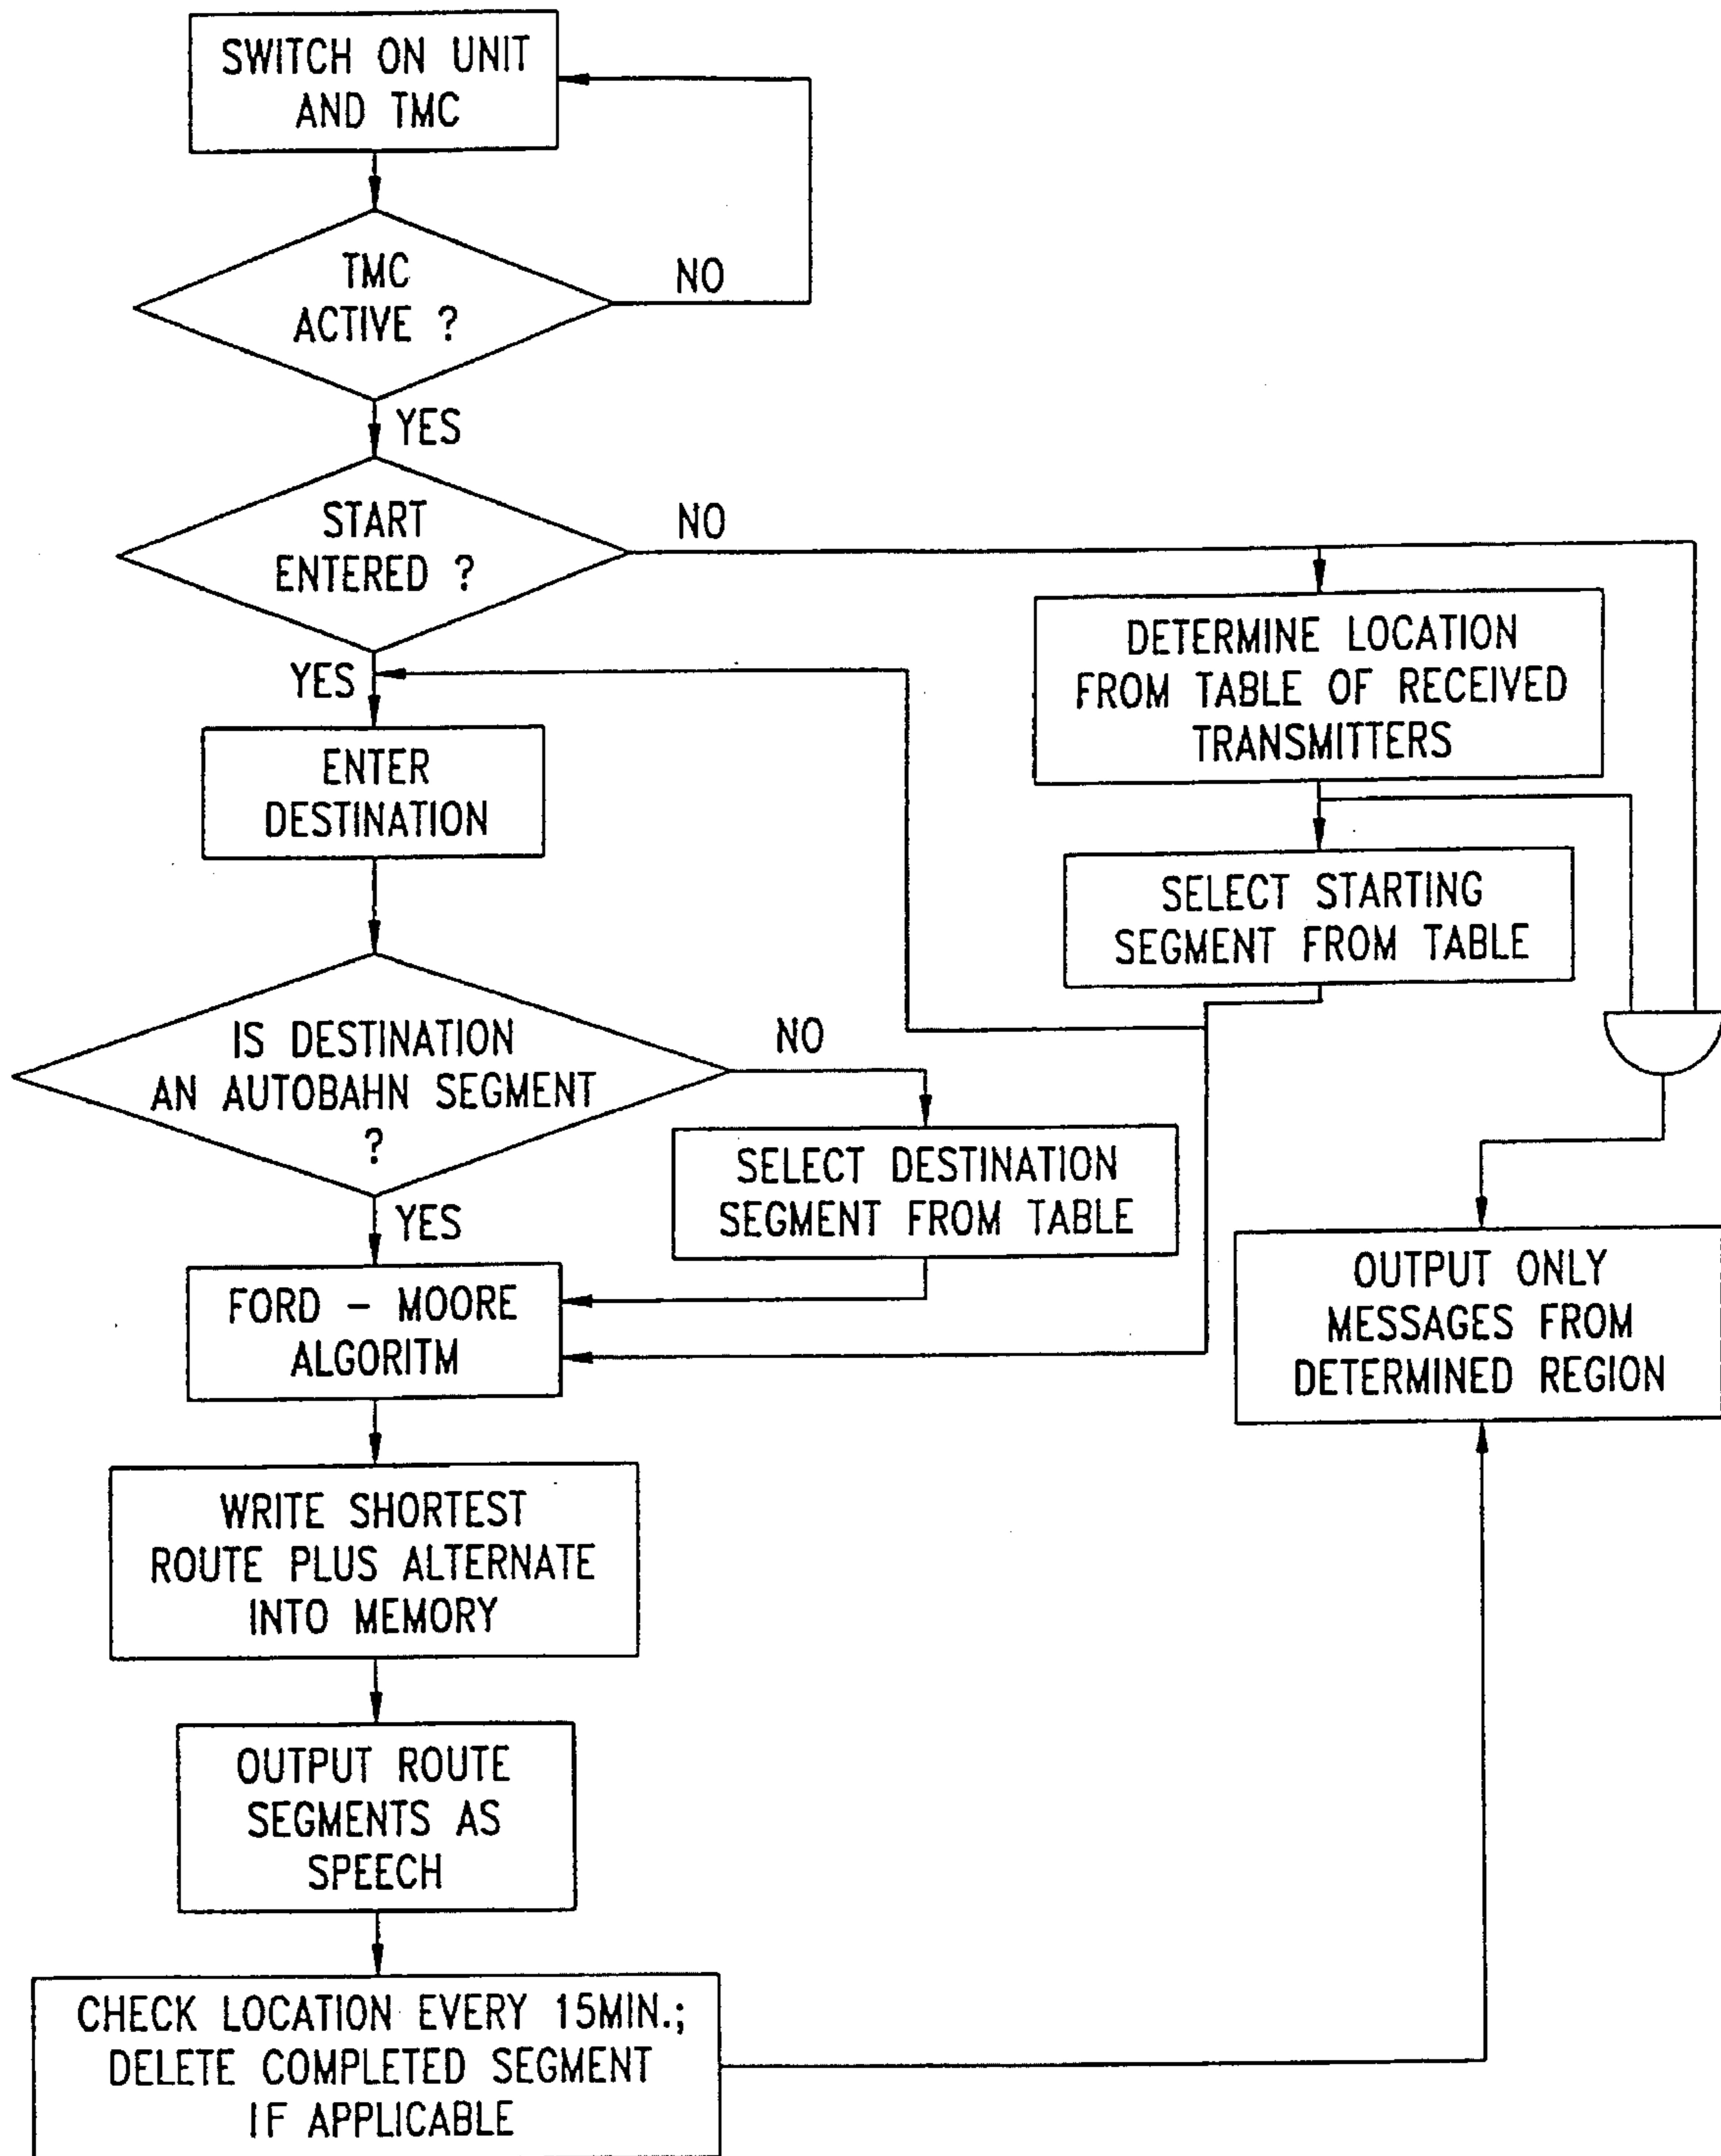 SWITCH ON UNIT
AND TMC
TMC
ACTIVE ?
NO
YES
START
ENTERED ?
NO
YES
DETERMINE LOCATION
FROM TABLE OF RECEIVED
TRANSMITTERS
ENTER
DESTINATION
SELECT STARTING
SEGMENT FROM TABLE
IS DESTINATION
AN AUTOBAHN SEGMENT
?
NO
YES
SELECT DESTINATION
SEGMENT FROM TABLE
FORD – MOORE
ALGORITM
OUTPUT ONLY
MESSAGES FROM
DETERMINED REGION
WRITE SHORTEST
ROUTE PLUS ALTERNATE
INTO MEMORY
OUTPUT ROUTE
SEGMENTS AS
SPEECH
CHECK LOCATION EVERY 15MIN.;
DELETE COMPLETED SEGMENT
IF APPLICABLE